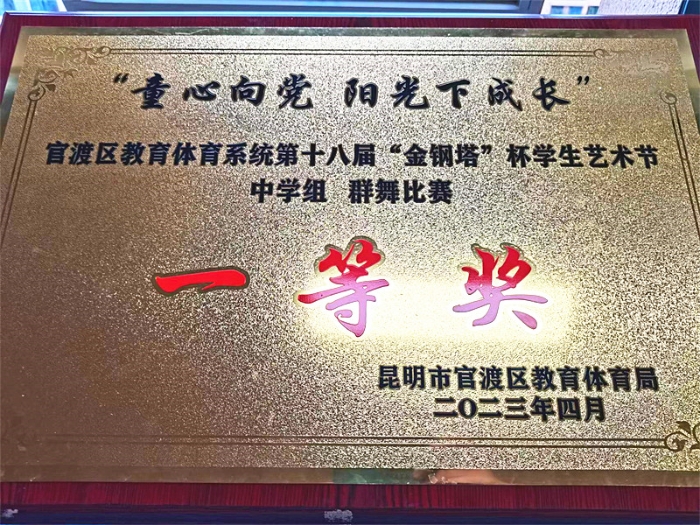 “童心向党 阳光下成长”
官渡区教育体育系统第十八届“金钢塔”杯学生艺术节
中学组 群舞比赛
一等奖
昆明市官渡区教育体育局
二〇二三年四月